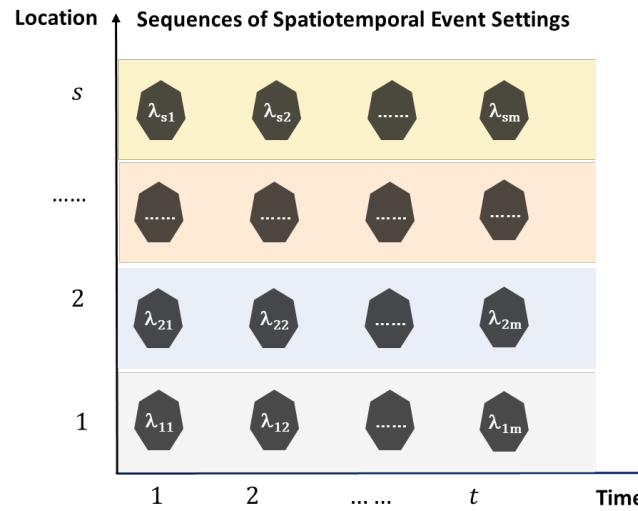 Location Sequences of Spatiotemporal Event Settings
s λs1 λs2 …… λsm
…… …… …… …… ……
2 λ21 λ22 …… λ2m
1 λ11 λ12 …… λ1m
1 2 …… t Time